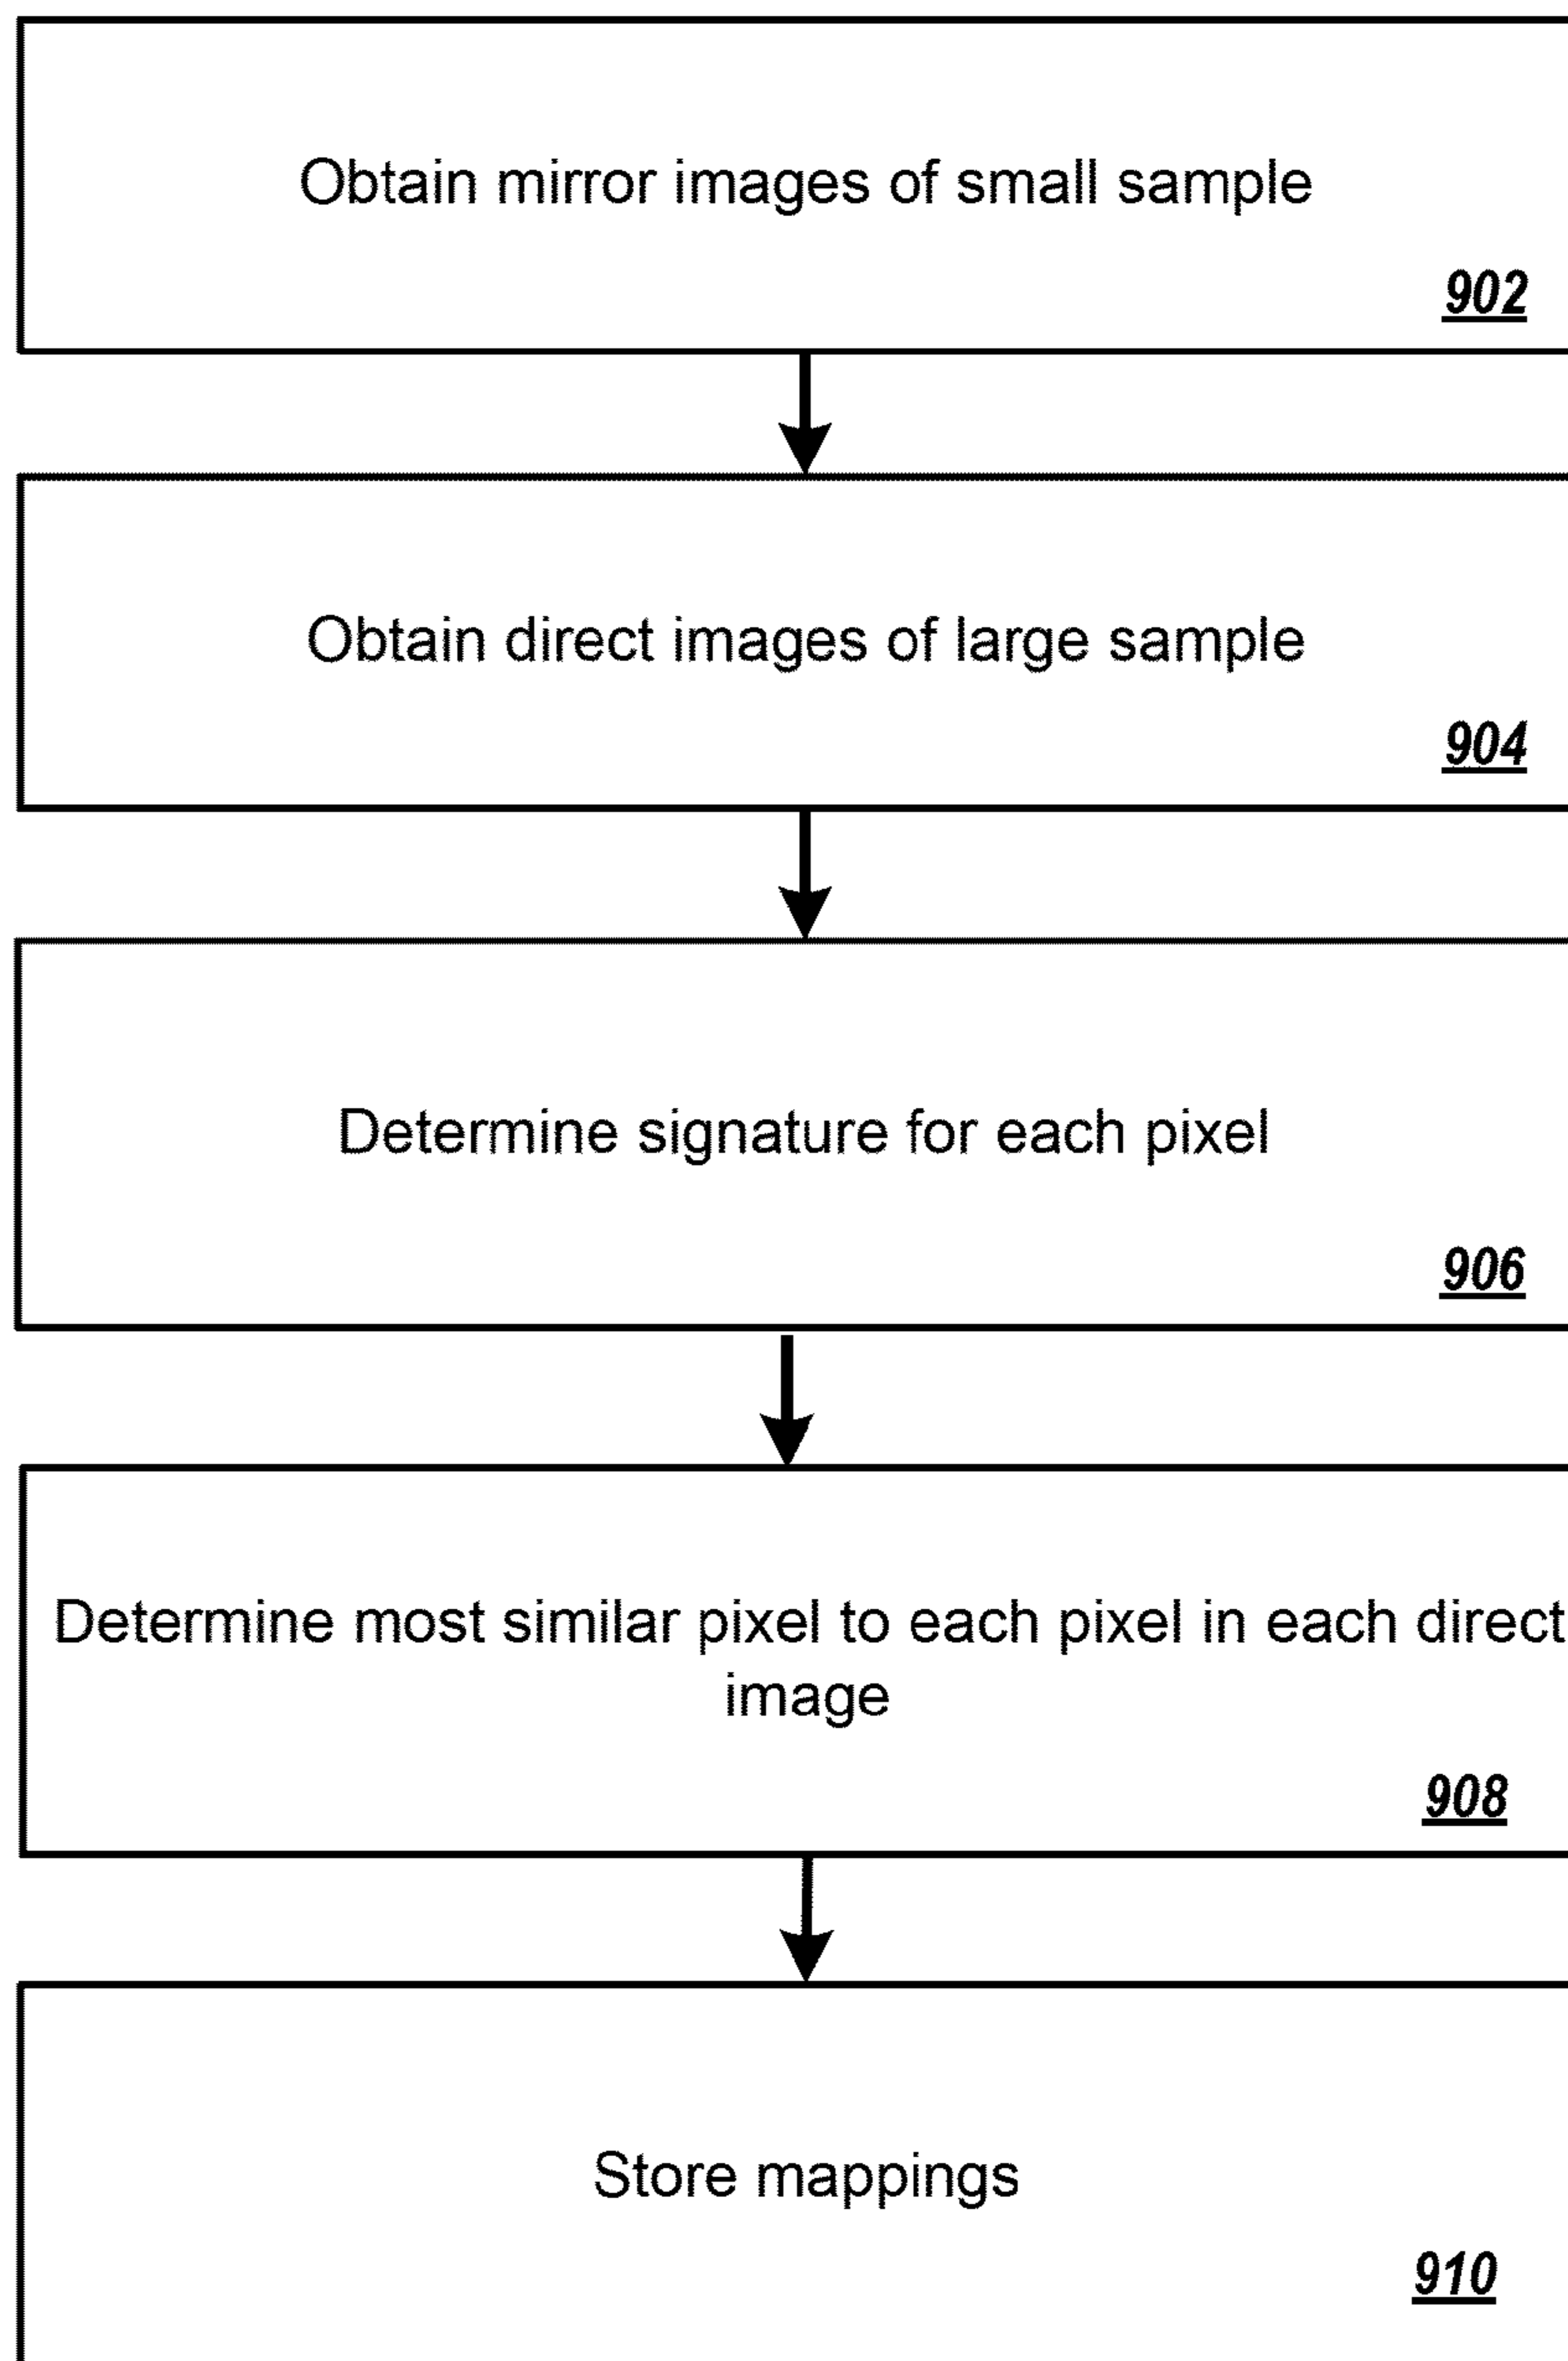 Obtain mirror images of small sample
902
Obtain direct images of large sample
904
Determine signature for each pixel
906
Determine most similar pixel to each pixel in each direct
image
908
Store mappings
910